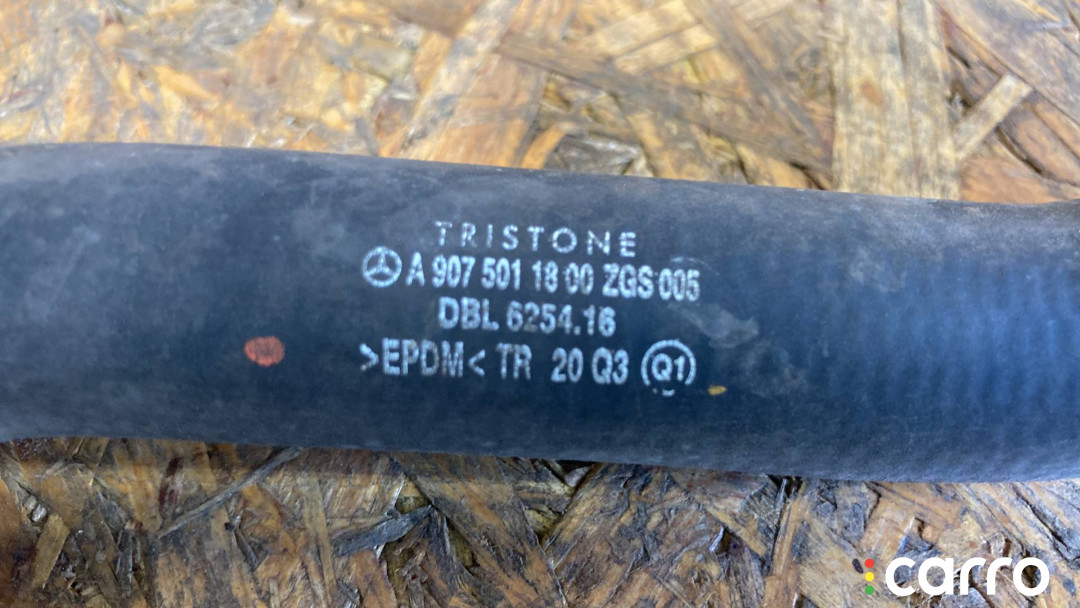 TRISTONE
A 907 501 18 00 ZGS 005
DBL 6254.16
>EPDM< TR 20 Q3 Q1
carro